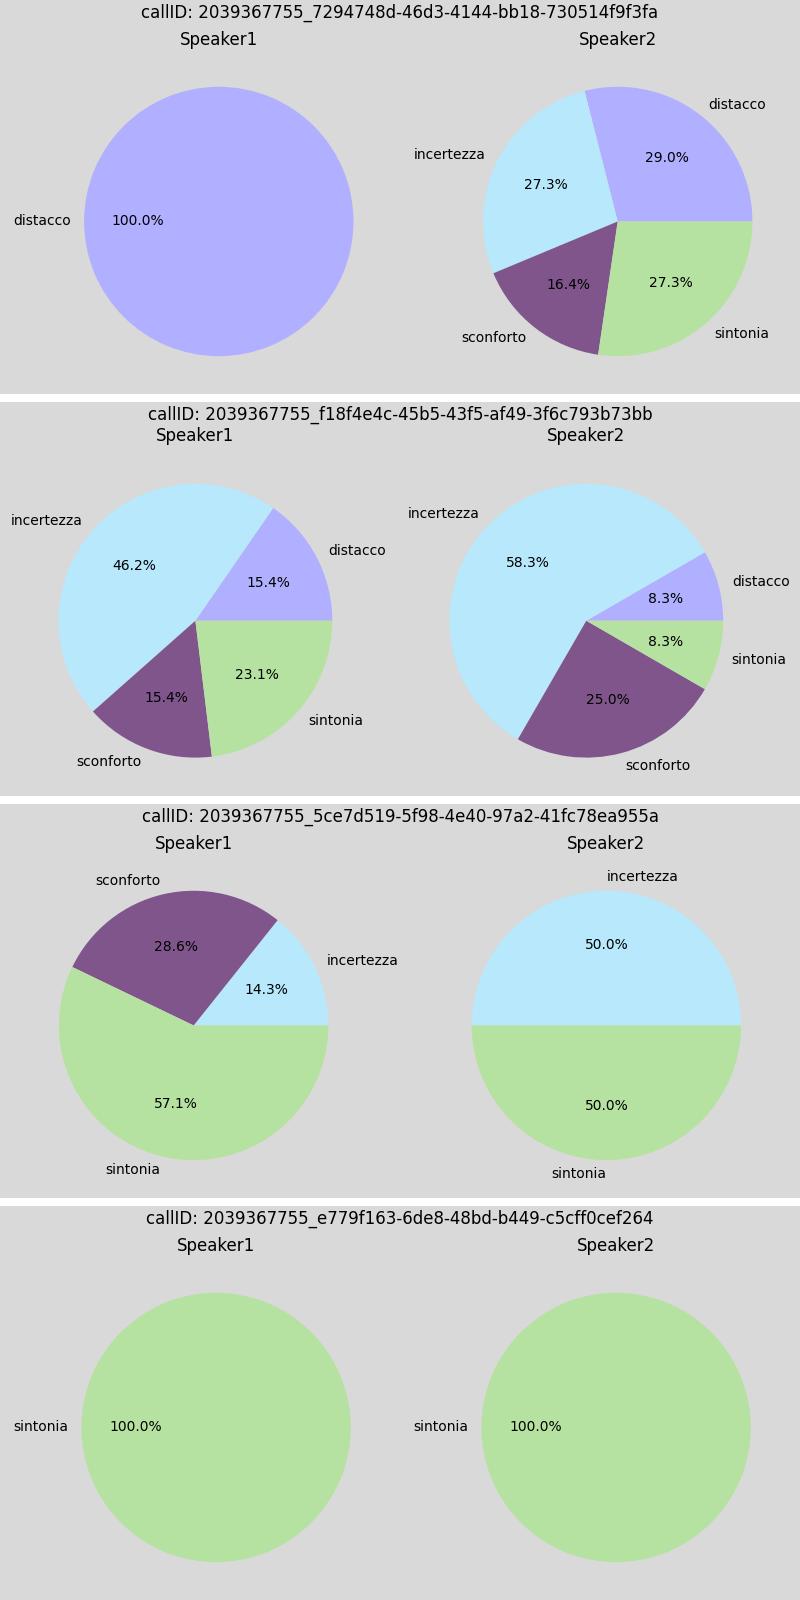 callID: 2039367755_7294748d-46d3-4144-bb18-730514f9f3fa
Speaker1
distacco
100.0%
Speaker2
distacco
29.0%
incertezza
27.3%
sconforto
16.4%
sintonia
27.3%
callID: 2039367755_f18f4e4c-45b5-43f5-af49-3f6c793b73bb
Speaker1
distacco
15.4%
incertezza
46.2%
sconforto
15.4%
sintonia
23.1%
Speaker2
distacco
8.3%
incertezza
58.3%
sconforto
25.0%
sintonia
8.3%
callID: 2039367755_5ce7d519-5f98-4e40-97a2-41fc78ea955a
Speaker1
incertezza
14.3%
sconforto
28.6%
sintonia
57.1%
Speaker2
incertezza
50.0%
sintonia
50.0%
callID: 2039367755_e779f163-6de8-48bd-b449-c5cff0cef264
Speaker1
sintonia
100.0%
Speaker2
sintonia
100.0%